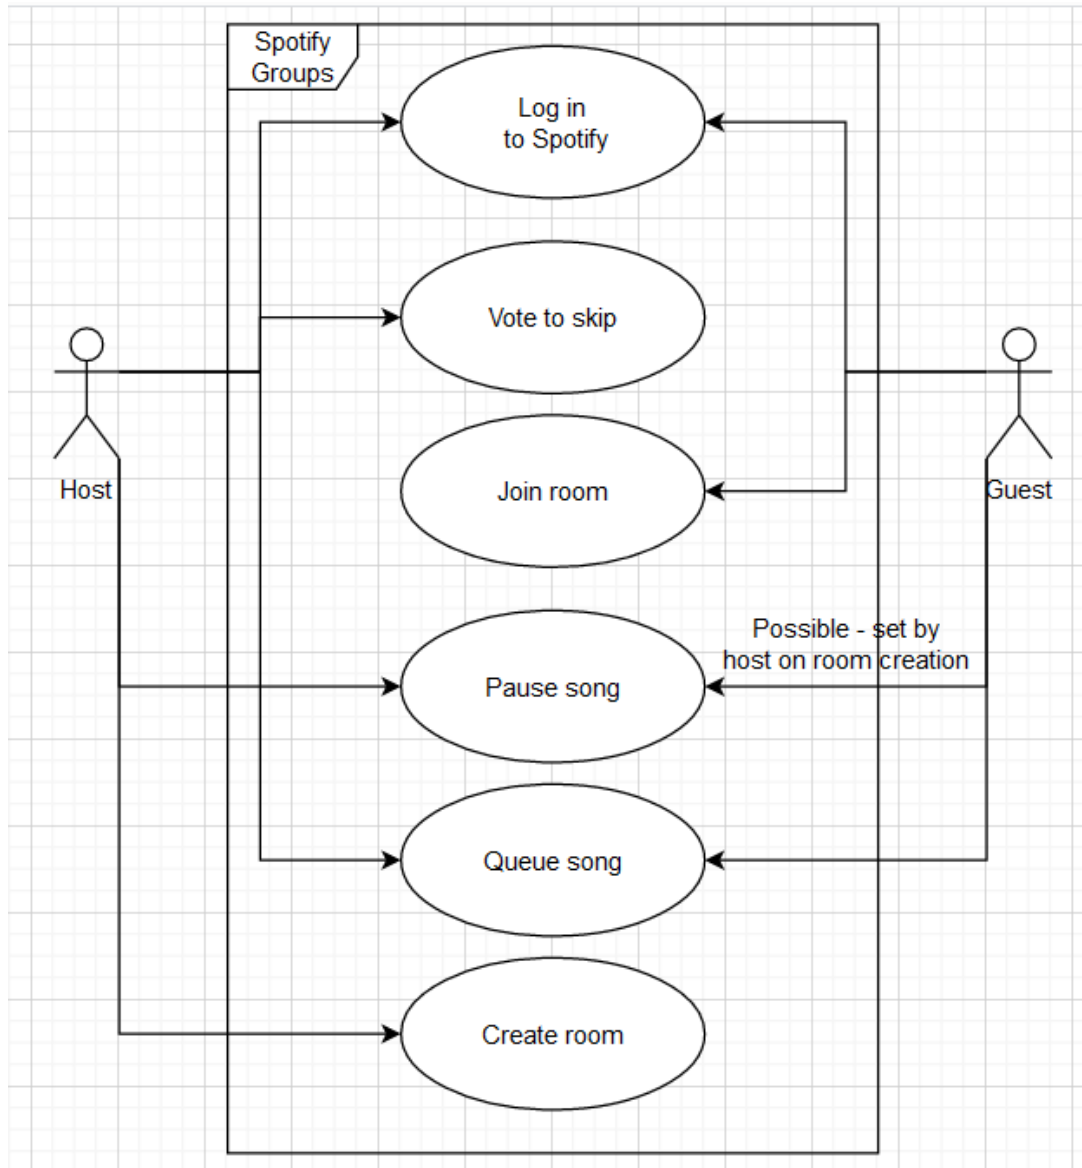 Spotify
Groups
Log in
to Spotify
Vote to skip
Host
Join room
Guest
Possible - set by
host on room creation
Pause song
Queue song
Create room